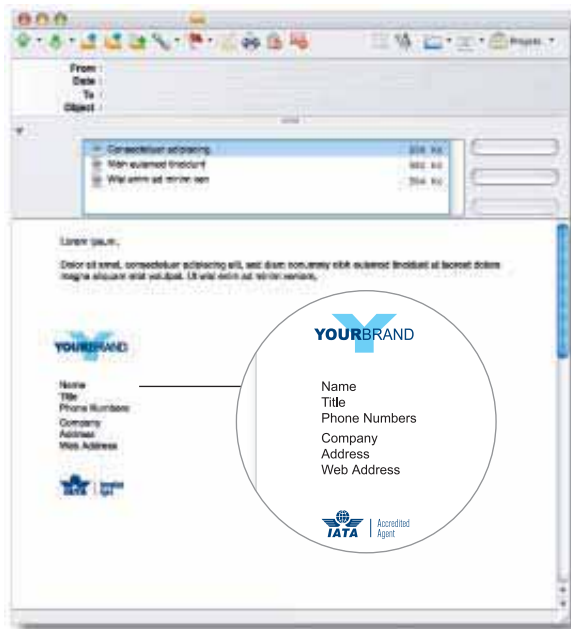 From :
Date :
To :
Object :
Consectetuer adipiscing
Nibh euismod tincidunt
Wisi enim ad minim ven
Lorem ipsum,
Dolor sit amet, consectetuer adipiscing elit, sed diam nonummy nibh euismod tincidunt ut laoreet dolore
magna aliquam erat volutpat. Ut wisi enim ad minim veniam,
YOURBRAND
Name
Title
Phone Numbers
Company
Address
Web Address
IATA
YOURBRAND
Name
Title
Phone Numbers
Company
Address
Web Address
IATA
Accredited
Agent